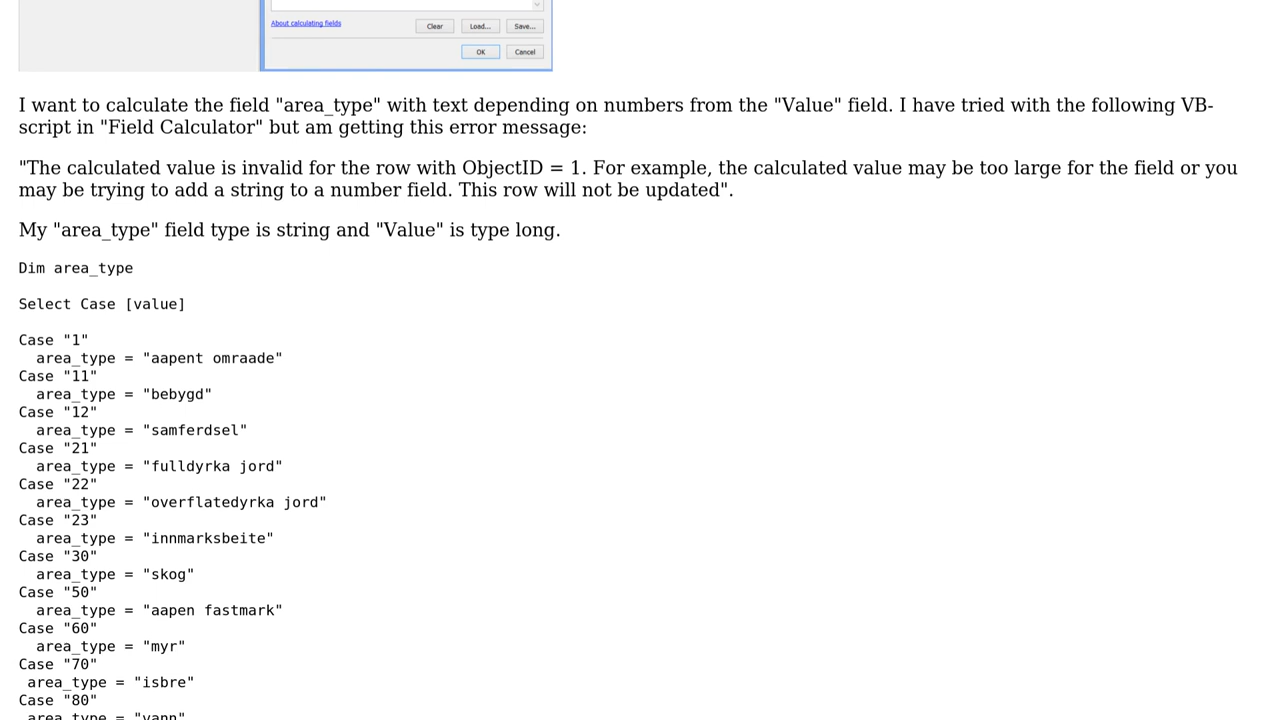 About calculating fields
Clear
Load...
Save...
OK
Cancel
I want to calculate the field "area_type" with text depending on numbers from the "Value" field. I have tried with the following VB-
script in "Field Calculator" but am getting this error message:
"The calculated value is invalid for the row with ObjectID = 1. For example, the calculated value may be too large for the field or you
may be trying to add a string to a number field. This row will not be updated".
My "area_type" field type is string and "Value" is type long.
Dim area_type
Select Case [value]
Case "1"
area_type = "aapent omraade"
Case "11"
area_type = "bebygd"
Case "12"
area_type = "samferdsel"
Case "21"
area_type = "fulldyrka jord"
Case "22"
area_type = "overflatedyrka jord"
Case "23"
area_type = "innmarksbeite"
Case "30"
area_type = "skog"
Case "50"
area_type = "aapen fastmark"
Case "60"
area_type = "myr"
Case "70"
area_type = "isbre"
Case "80"
area_type = "vann"